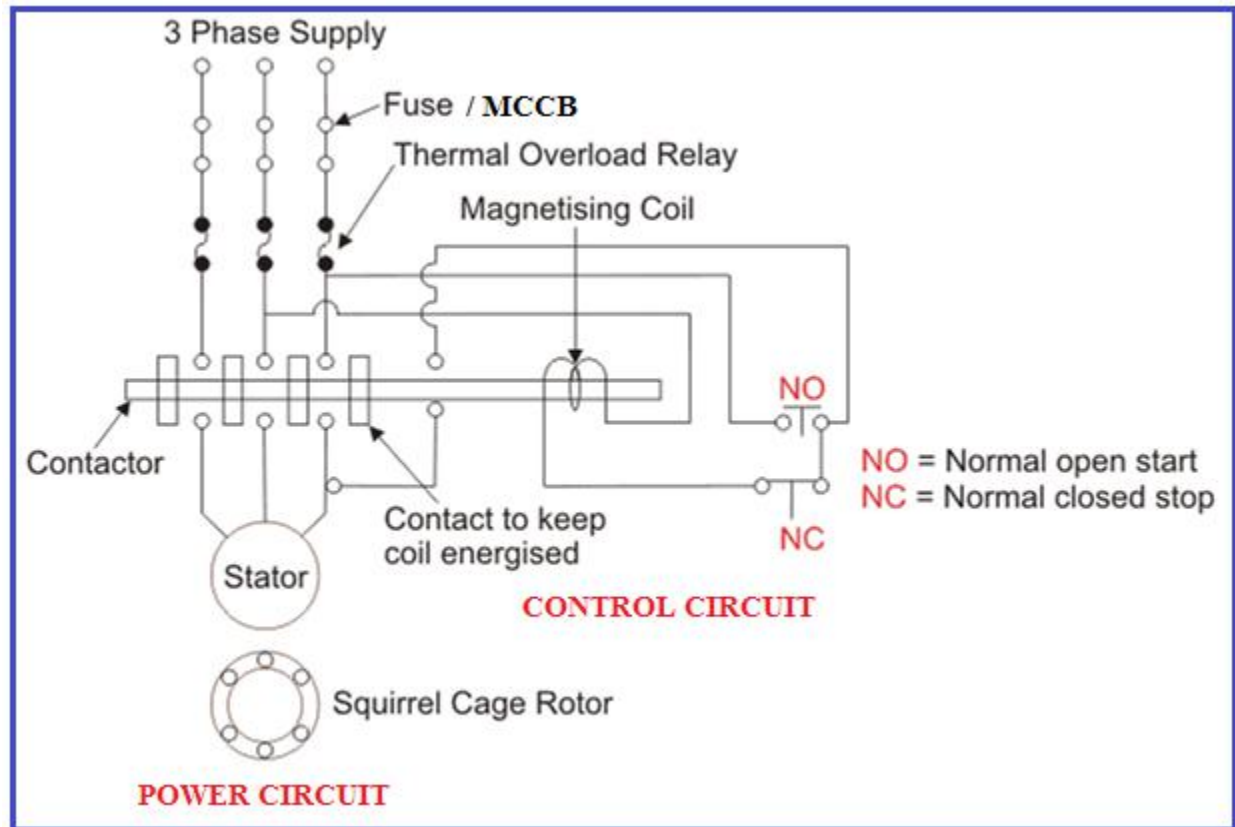 3 Phase Supply
Fuse / MCCB
Thermal Overload Relay
Magnetising Coil
NO
Contactor
NO = Normal open start
NC = Normal closed stop
Contact to keep
coil energised
NC
Stator
CONTROL CIRCUIT
Squirrel Cage Rotor
POWER CIRCUIT